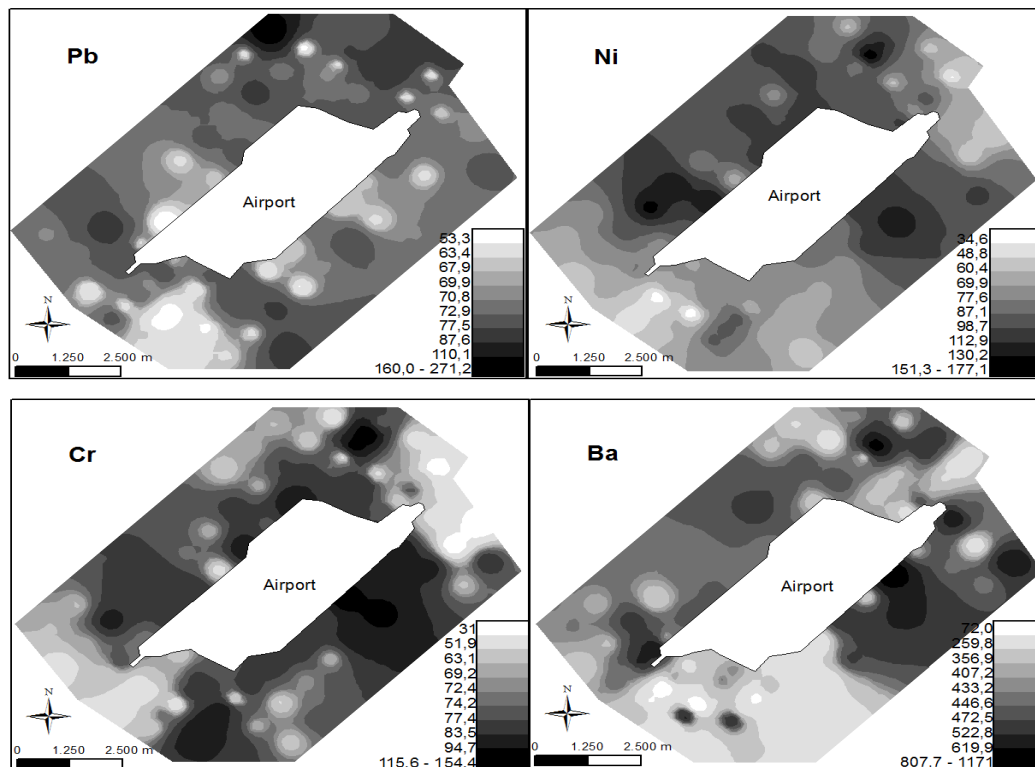 Pb
Airport
53,3
63,4
67,9
69,9
70,8
72,9
77,5
87,6
110,1
160,0 - 271,2
N
0 1.250 2.500 m
Ni
Airport
34,6
48,8
60,4
69,9
77,6
87,1
98,7
112,9
130,2
151,3 - 177,1
N
0 1.250 2.500 m
Cr
Airport
31
51,9
63,1
69,2
72,4
74,2
77,4
83,5
94,7
115,6 - 154,4
N
0 1.250 2.500 m
Ba
Airport
72,0
259,8
356,9
407,2
433,2
446,6
472,5
522,8
619,9
807,7 - 1171
N
0 1.250 2.500 m